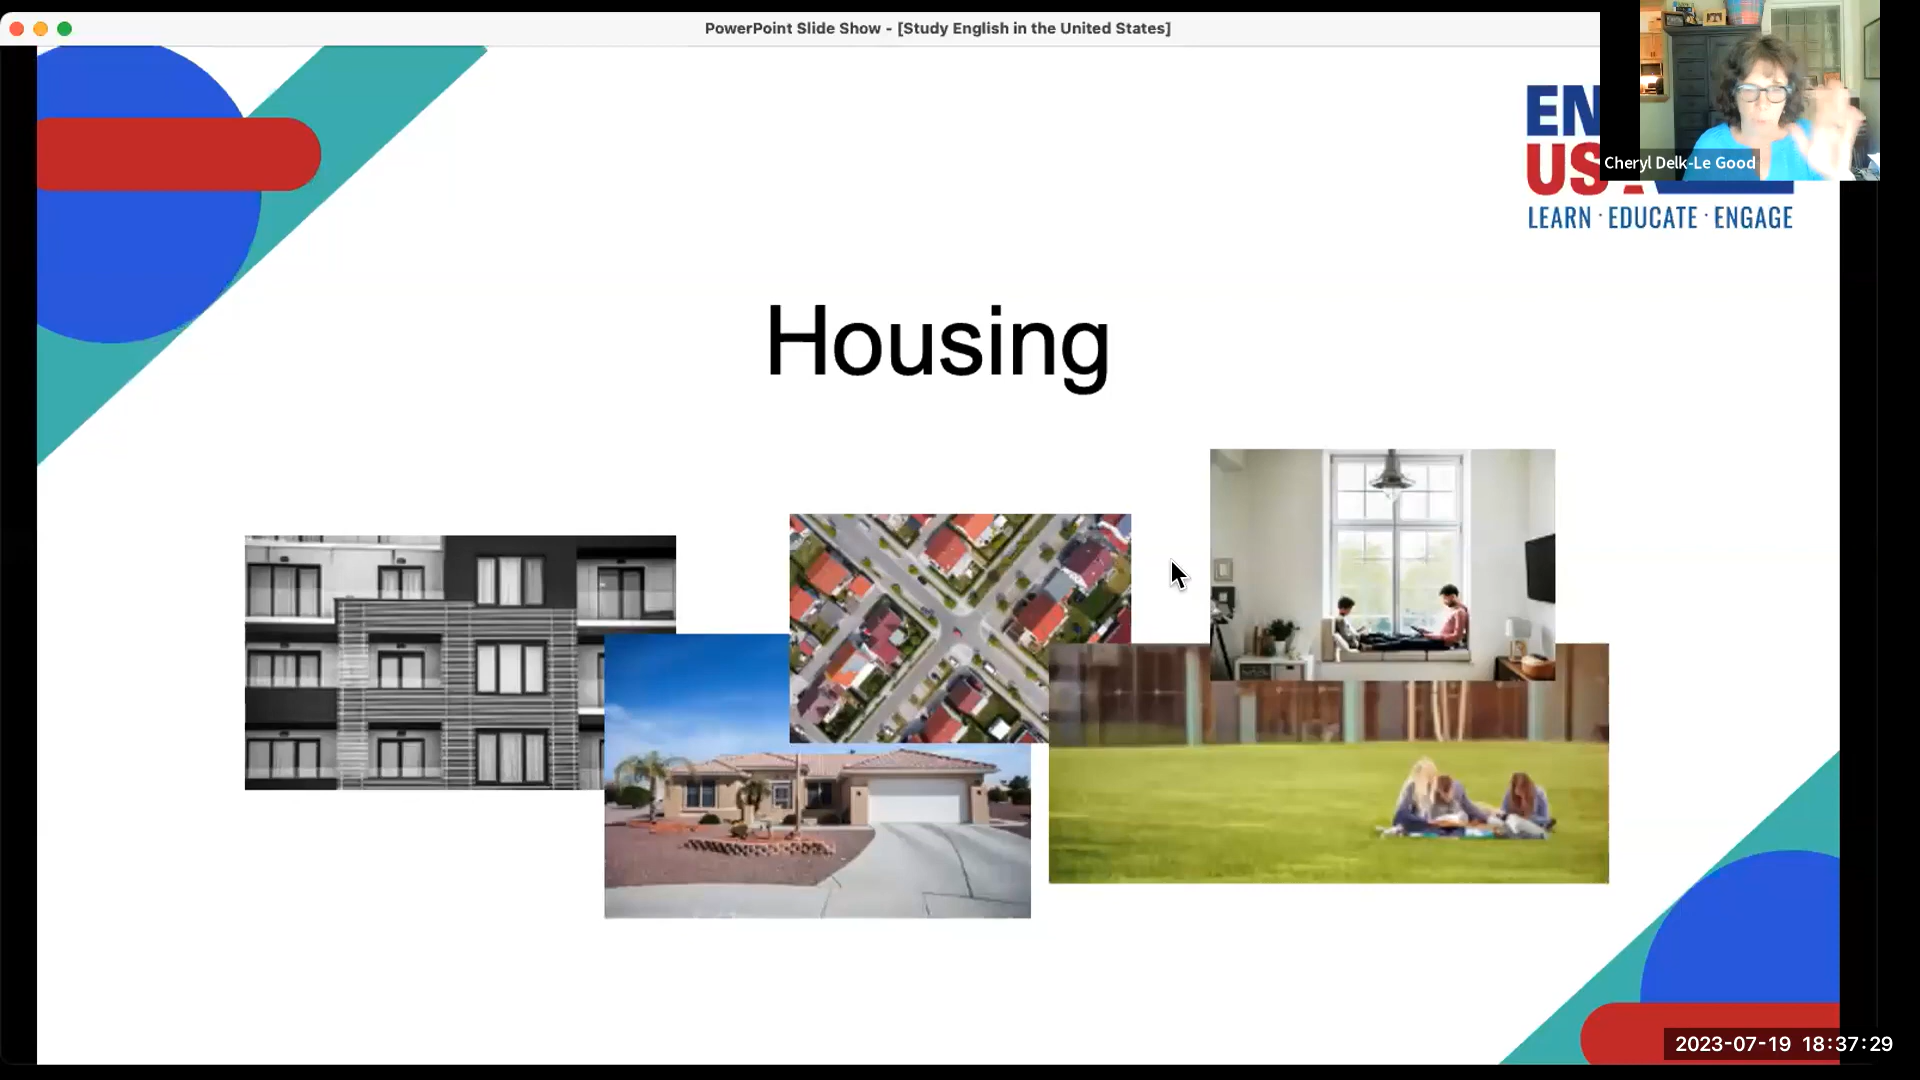 PowerPoint Slide Show - [Study English in the United States]
EN
US
LEARN · EDUCATE · ENGAGE
Cheryl Delk-Le Good
Housing
2023-07-19 18:37:29